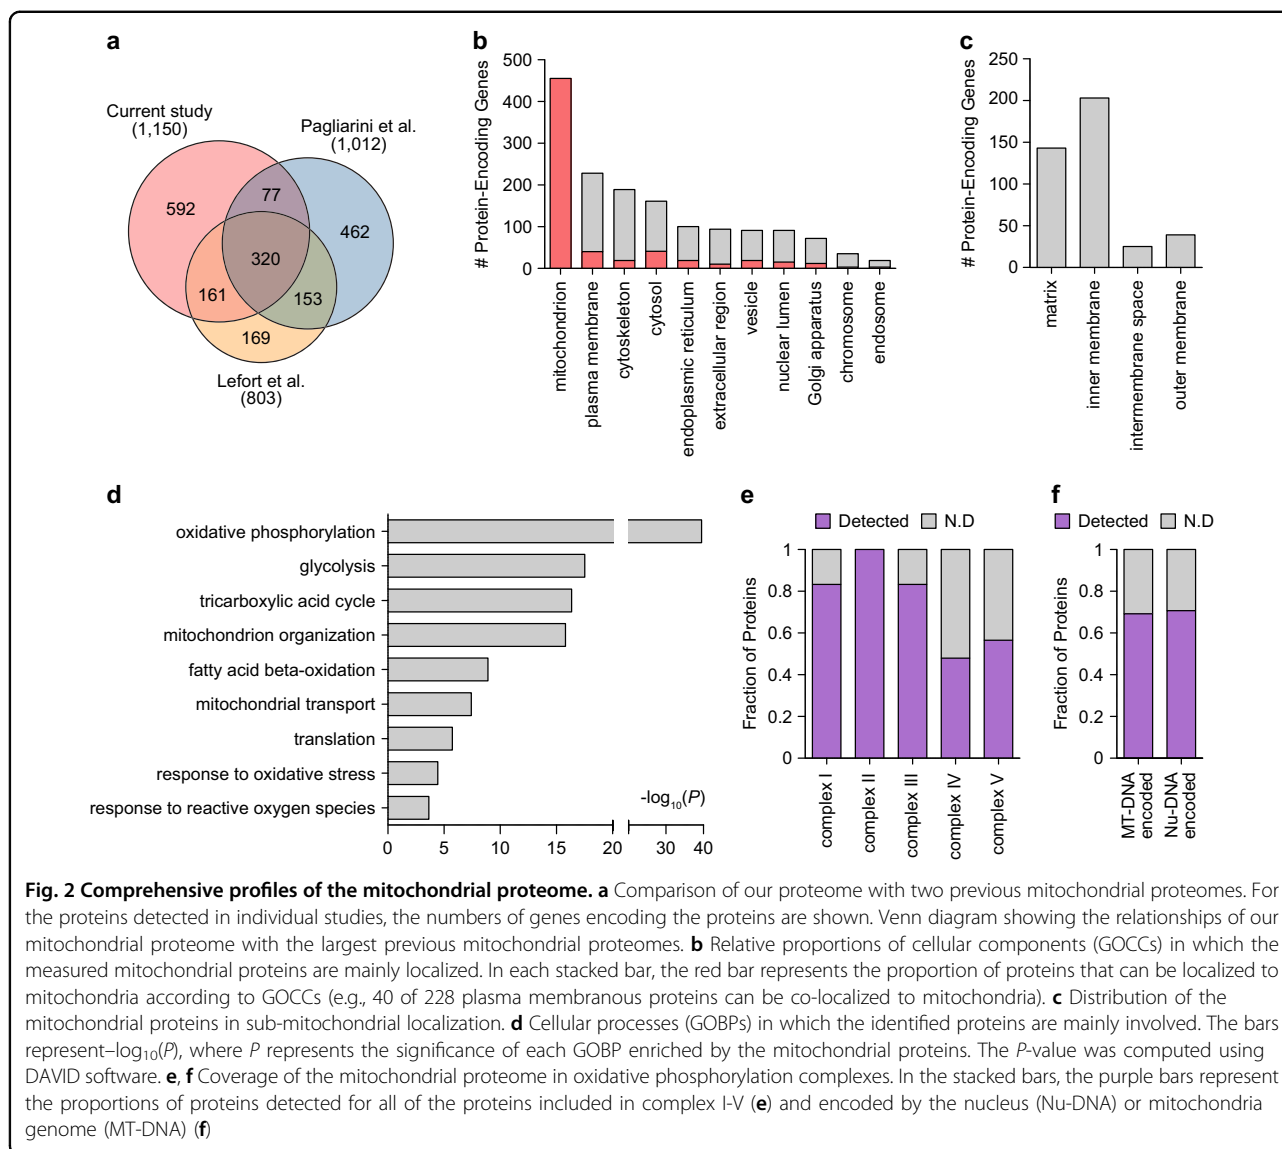 a
Current study
(1,150)
Pagliarini et al.
(1,012)
592
77
462
320
161
153
169
Lefort et al.
(803)
b
# Protein-Encoding Genes
500
400
300
200
100
0
mitochondrion
plasma membrane
cytoskeleton
cytosol
endoplasmic reticulum
extracellular region
vesicle
nuclear lumen
Golgi apparatus
chromosome
endosome
c
# Protein-Encoding Genes
250
200
150
100
50
0
matrix
inner membrane
intermembrane space
outer membrane
d
oxidative phosphorylation
glycolysis
tricarboxylic acid cycle
mitochondrion organization
fatty acid beta-oxidation
mitochondrial transport
translation
response to oxidative stress
response to reactive oxygen species
-log10(P)
0 5 10 15 20 30 40
e
Detected N.D
Fraction of Proteins
1
0.8
0.6
0.4
0.2
0
complex I
complex II
complex III
complex IV
complex V
f
Detected N.D
Fraction of Proteins
1
0.8
0.6
0.4
0.2
0
MT-DNA
encoded
Nu-DNA
encoded
Fig. 2 Comprehensive profiles of the mitochondrial proteome. a Comparison of our proteome with two previous mitochondrial proteomes. For
the proteins detected in individual studies, the numbers of genes encoding the proteins are shown. Venn diagram showing the relationships of our
mitochondrial proteome with the largest previous mitochondrial proteomes. b Relative proportions of cellular components (GOCCs) in which the
measured mitochondrial proteins are mainly localized. In each stacked bar, the red bar represents the proportion of proteins that can be localized to
mitochondria according to GOCCs (e.g., 40 of 228 plasma membranous proteins can be co-localized to mitochondria). c Distribution of the
mitochondrial proteins in sub-mitochondrial localization. d Cellular processes (GOBPs) in which the identified proteins are mainly involved. The bars
represent–log10(P), where P represents the significance of each GOBP enriched by the mitochondrial proteins. The P-value was computed using
DAVID software. e, f Coverage of the mitochondrial proteome in oxidative phosphorylation complexes. In the stacked bars, the purple bars represent
the proportions of proteins detected for all of the proteins included in complex I-V (e) and encoded by the nucleus (Nu-DNA) or mitochondria
genome (MT-DNA) (f)